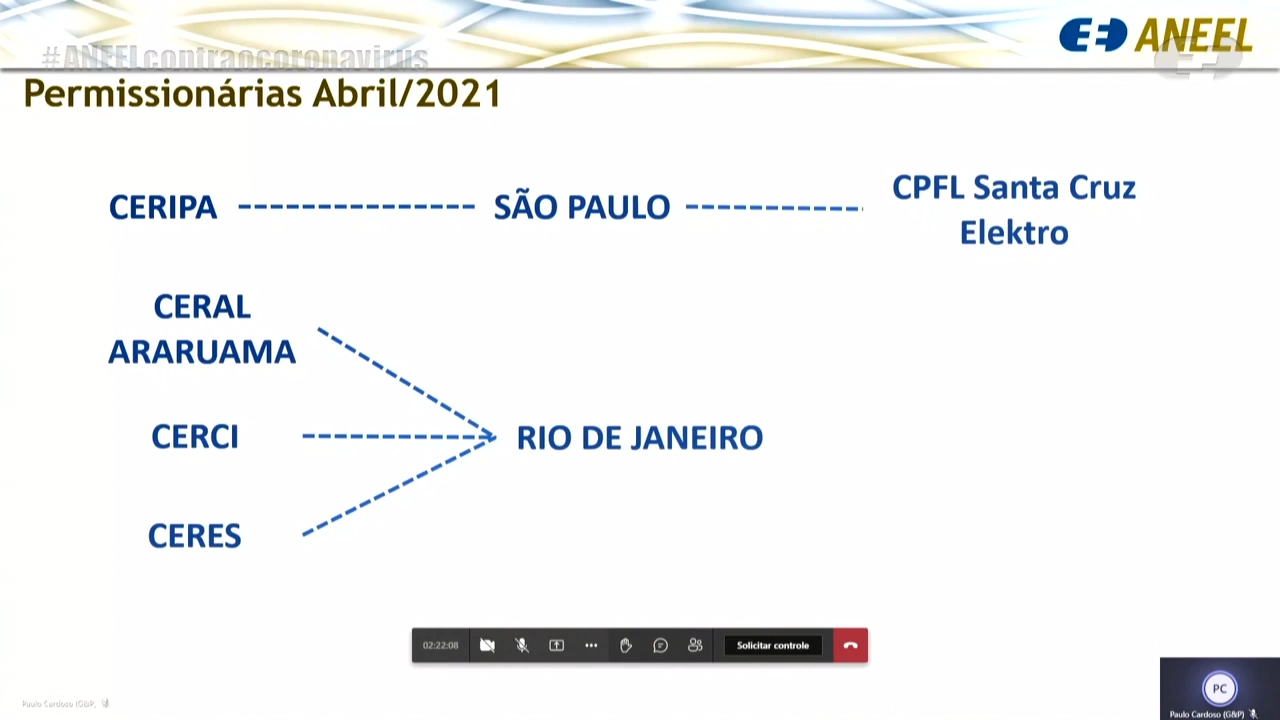 #ANEELcontraocoronavirus
ANEEL
Permissionárias Abril/2021
CERIPA
SÃO PAULO
CPFL Santa Cruz
Elektro
CERAL
ARARUAMA
CERCI
RIO DE JANEIRO
CERES
02:22:08
Solicitar controle
PC
Paulo Cardoso (G&P)
Paulo Cardoso (G&P)